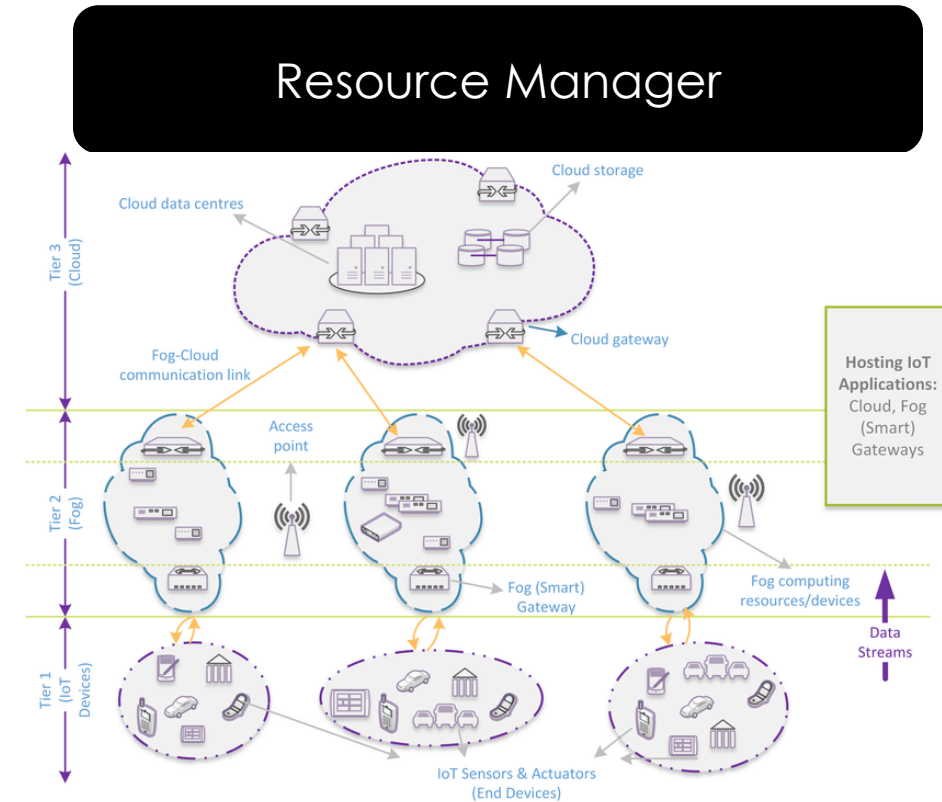 Resource Manager
Cloud storage
Cloud data centres
Tier 3
(Cloud)
Cloud gateway
Fog-Cloud
communication link
Hosting IoT
Applications:
Cloud, Fog
(Smart)
Gateways
Access
point
Tier 2
(Fog)
Fog (Smart)
Gateway
Fog computing
resources/devices
Data
Streams
Tier 1
(IoT
Devices)
IoT Sensors & Actuators
(End Devices)